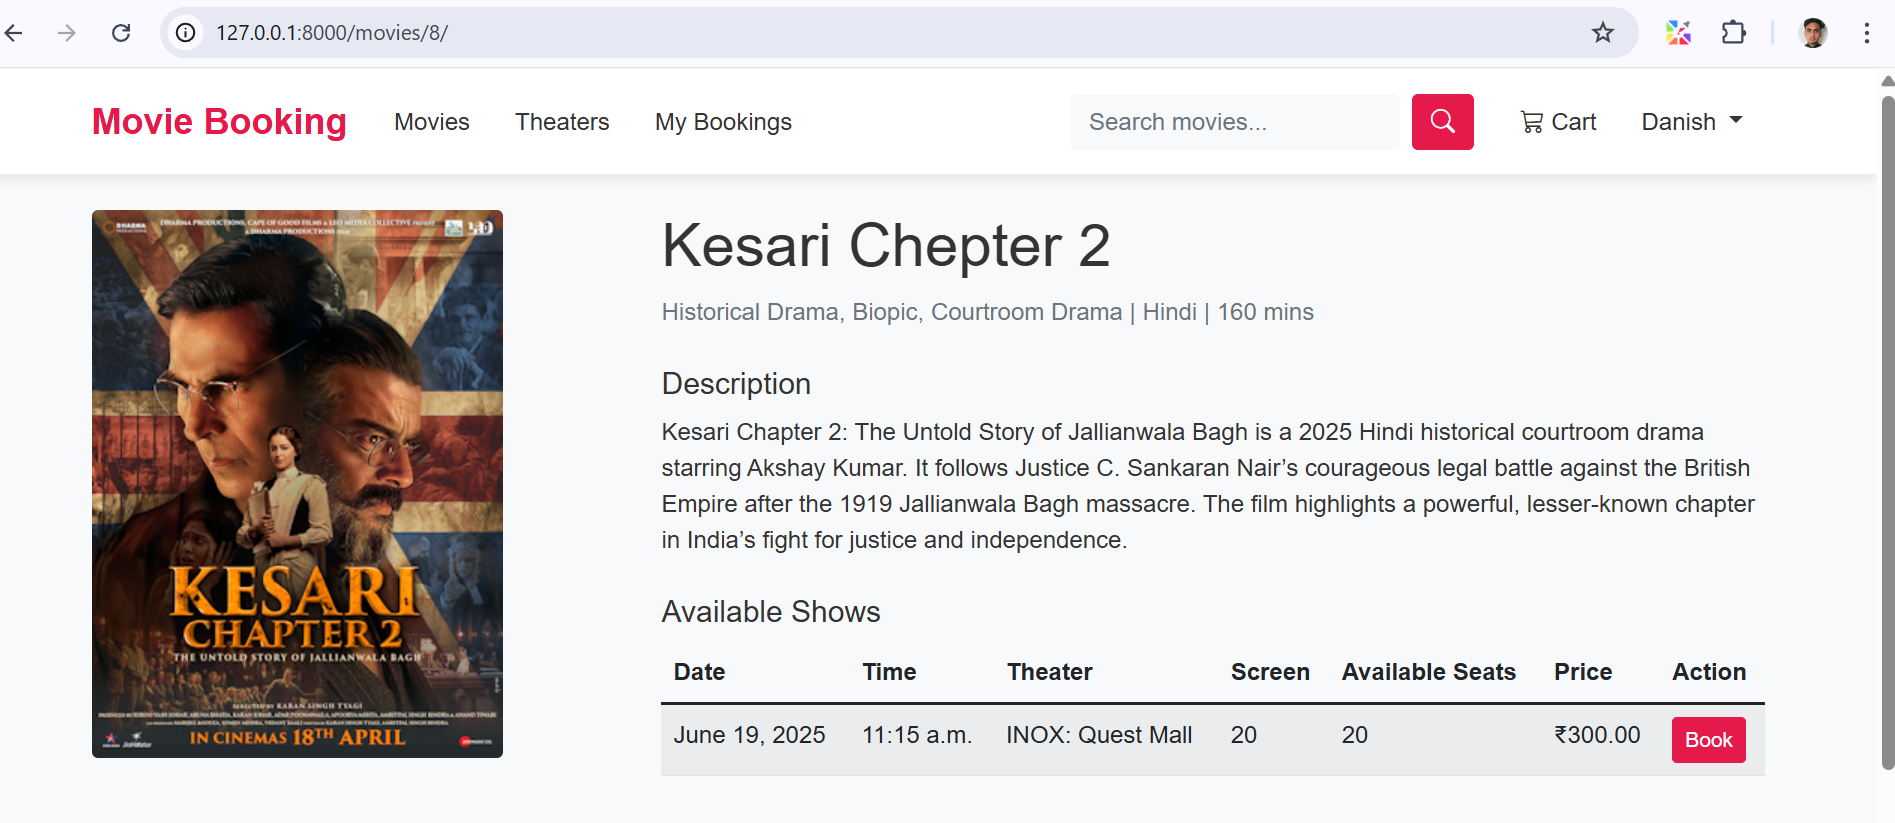 127.0.0.1:8000/movies/8/
Movie Booking
Movies
Theaters
My Bookings
Search movies...
Cart
Danish
DHARMA PRODUCTIONS, CAPE OF GOOD FILMS & LEO MEDIA COLLECTIVE PRESENT
A DHARMA PRODUCTIONS FILM
KESARI
CHAPTER 2
THE UNTOLD STORY OF JALLIANWALA BAGH
DIRECTED BY KARAN SINGH TYAGI
IN CINEMAS 18TH APRIL
Kesari Chepter 2
Historical Drama, Biopic, Courtroom Drama | Hindi | 160 mins
Description
Kesari Chapter 2: The Untold Story of Jallianwala Bagh is a 2025 Hindi historical courtroom drama
starring Akshay Kumar. It follows Justice C. Sankaran Nair’s courageous legal battle against the British
Empire after the 1919 Jallianwala Bagh massacre. The film highlights a powerful, lesser-known chapter
in India’s fight for justice and independence.
Available Shows
Date Time Theater Screen Available Seats Price Action
June 19, 2025 11:15 a.m. INOX: Quest Mall 20 20 ₹300.00 Book